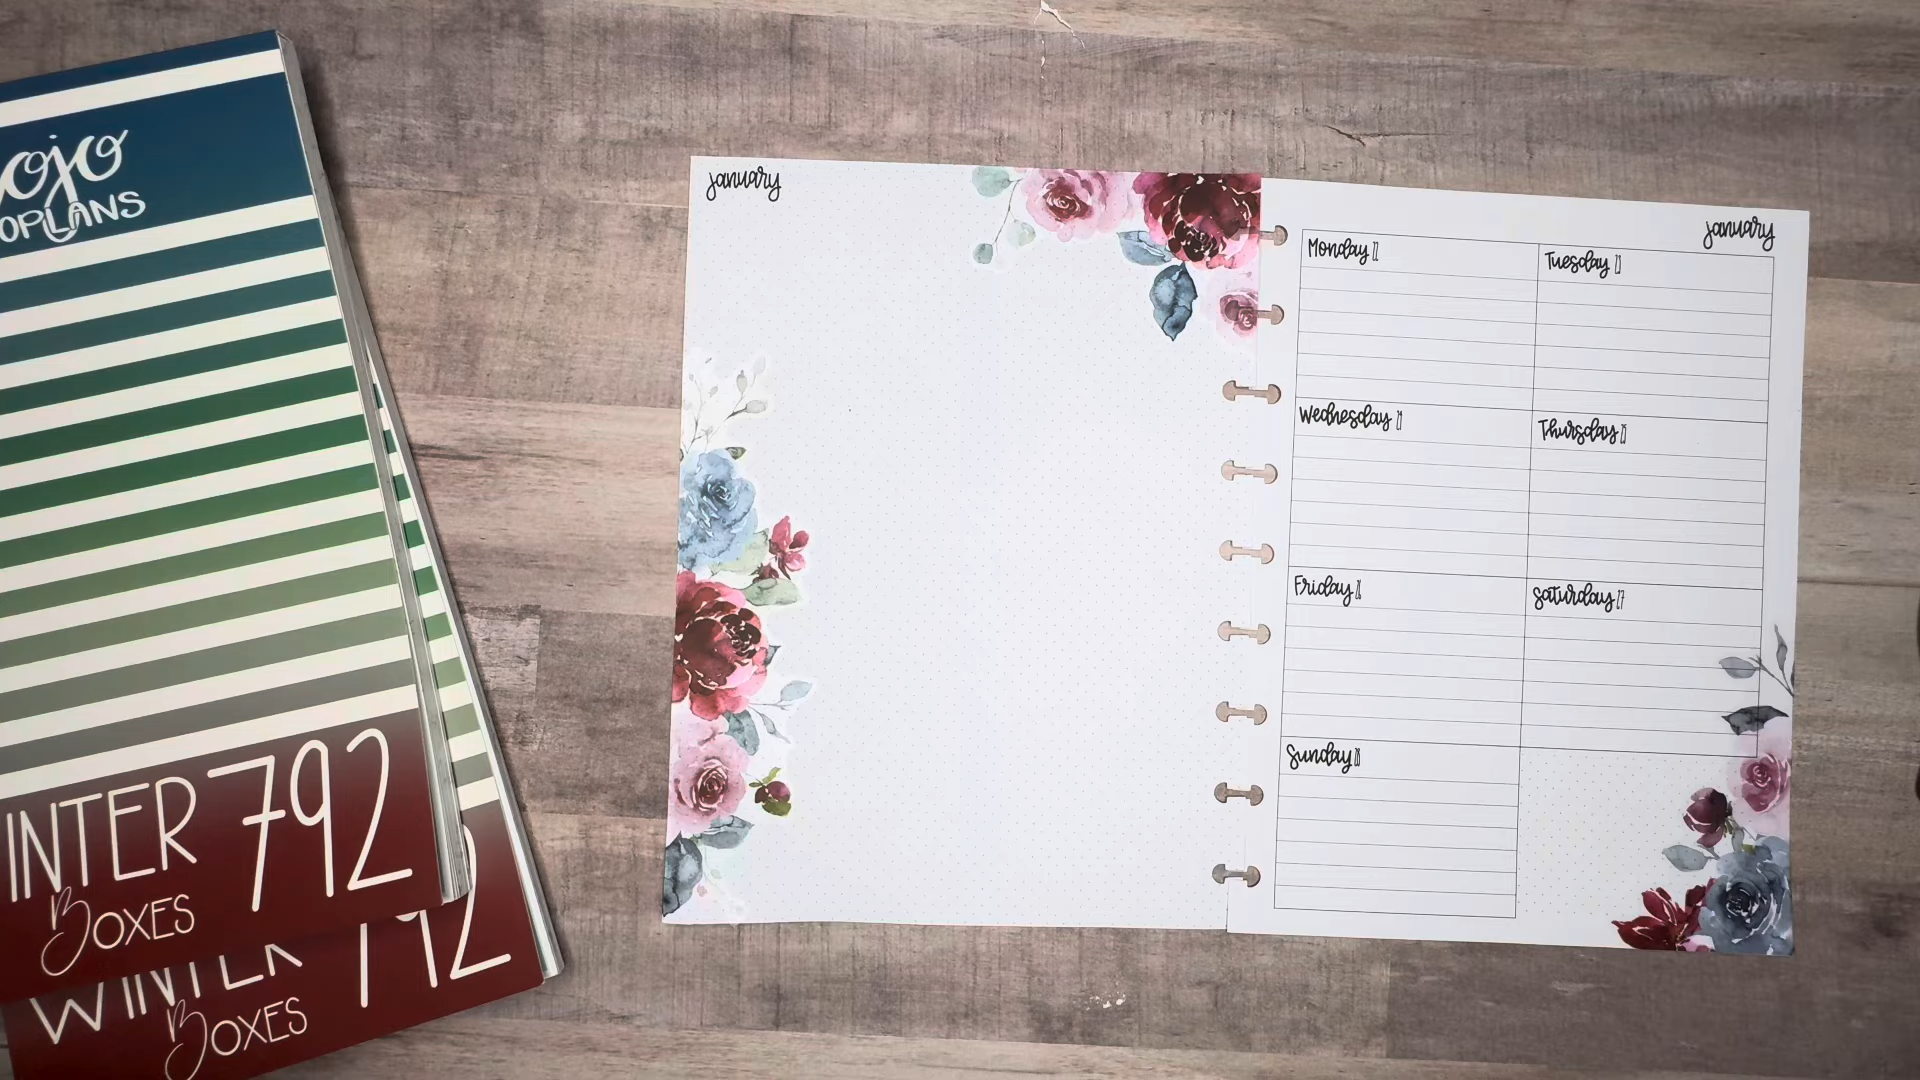 ojo
OPLANS
INTER 792
BOXES
WINTER 792
BOXES
january
january
Monday
Tuesday
Wednesday
Thursday
Friday
Saturday
Sunday